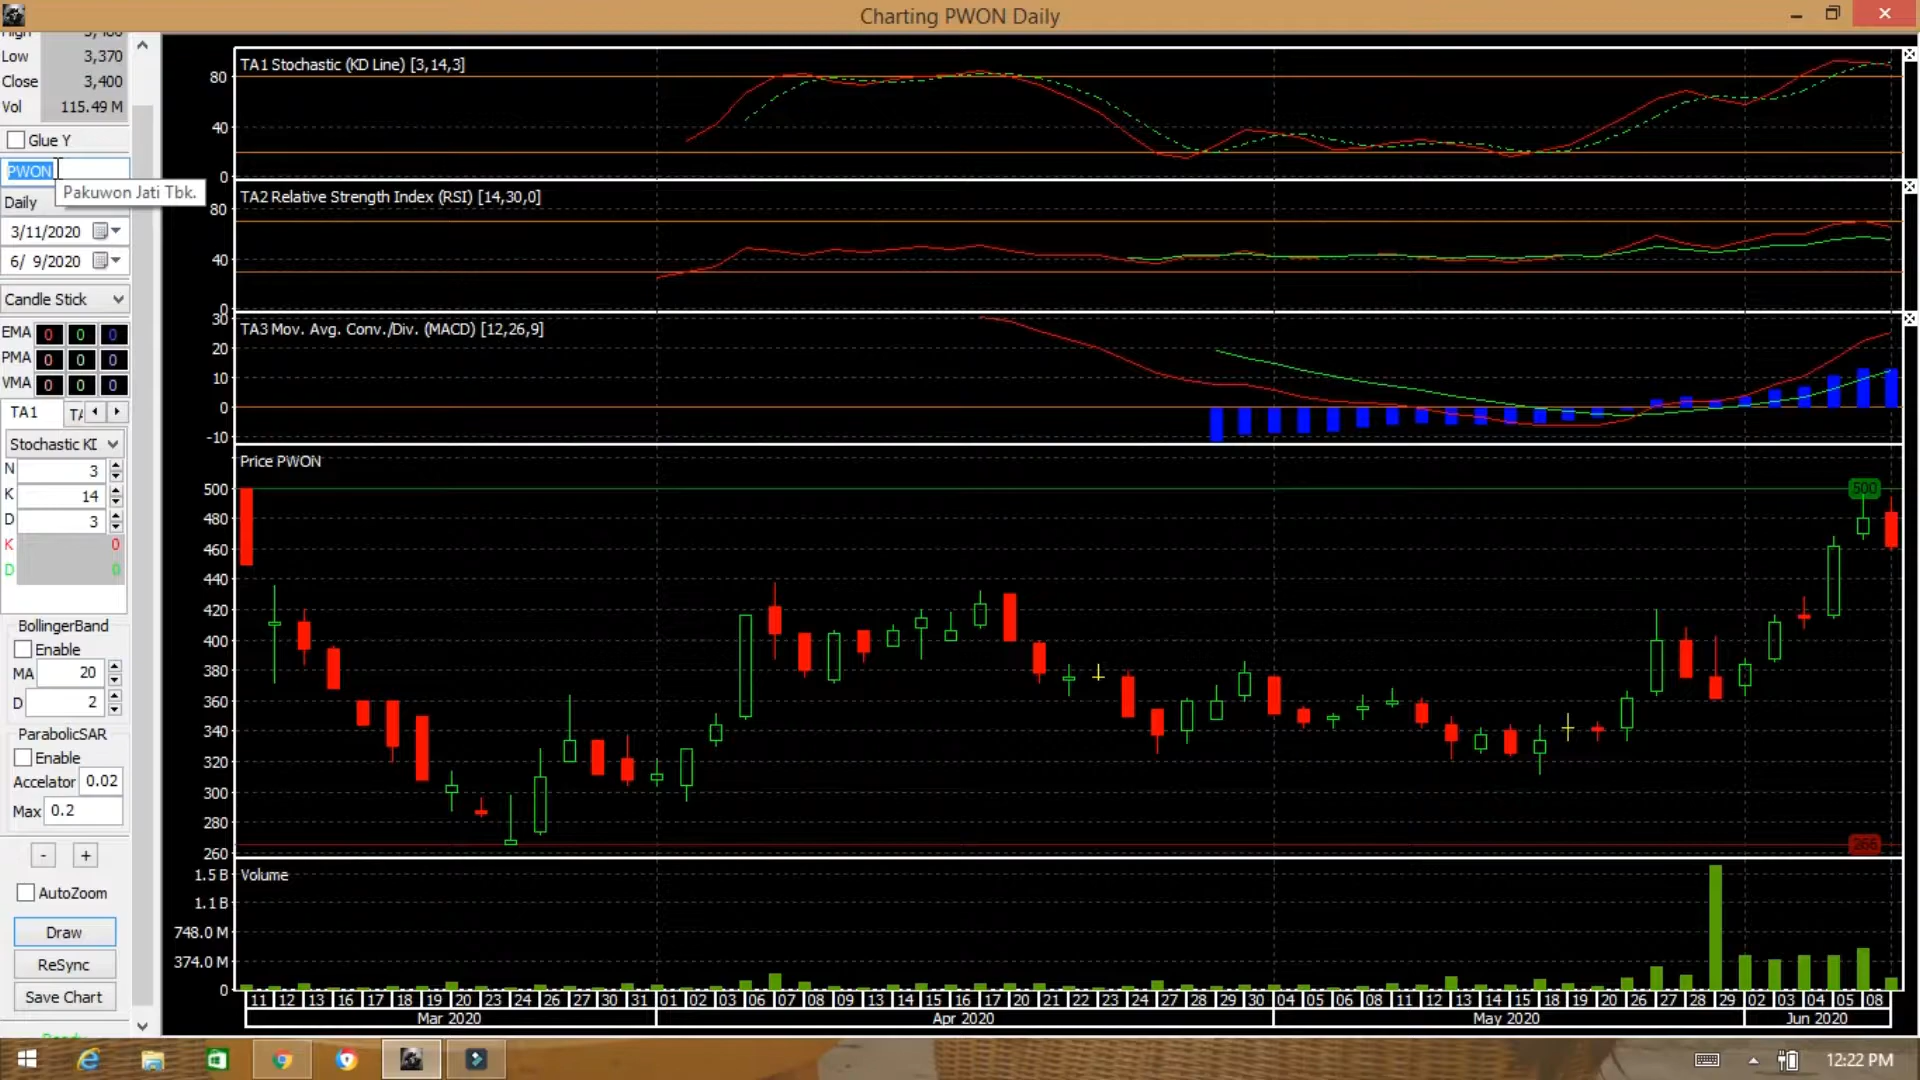 Charting PWON Daily
Low 3,370
Close 3,400
Vol 115.49 M
Glue Y
PWON
Pakuwon Jati Tbk.
Daily
3/11/2020
6/ 9/2020
Candle Stick
EMA 0 0 0
PMA 0 0 0
VMA 0 0 0
TA1
Stochastic KD
N 3
K 14
D 3
K 0
D 0
BollingerBand
Enable
MA 20
D 2
ParabolicSAR
Enable
Accelator 0.02
Max 0.2
- +
AutoZoom
Draw
ReSync
Save Chart
TA1 Stochastic (KD Line) [3,14,3]
80
40
0
TA2 Relative Strength Index (RSI) [14,30,0]
80
40
0
TA3 Mov. Avg. Conv./Div. (MACD) [12,26,9]
30
20
10
0
-10
Price PWON
500
500
480
460
440
420
400
380
360
340
320
300
280
260
266
Volume
1.5 B
1.1 B
748.0 M
374.0 M
0
11 12 13 16 17 18 19 20 23 24 26 27 30 31 01 02 03 06 07 08 09 13 14 15 16 17 20 21 22 23 24 27 28 29 30 04 05 06 08 11 12 13 14 15 18 19 20 26 27 28 29 02 03 04 05 08
Mar 2020 Apr 2020 May 2020 Jun 2020
12:22 PM